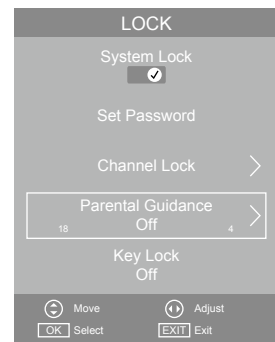 LOCK
System Lock
Set Password
Channel Lock
Parental Guidance
18 Off 4
Key Lock
Off
Move Adjust
OK Select EXIT Exit